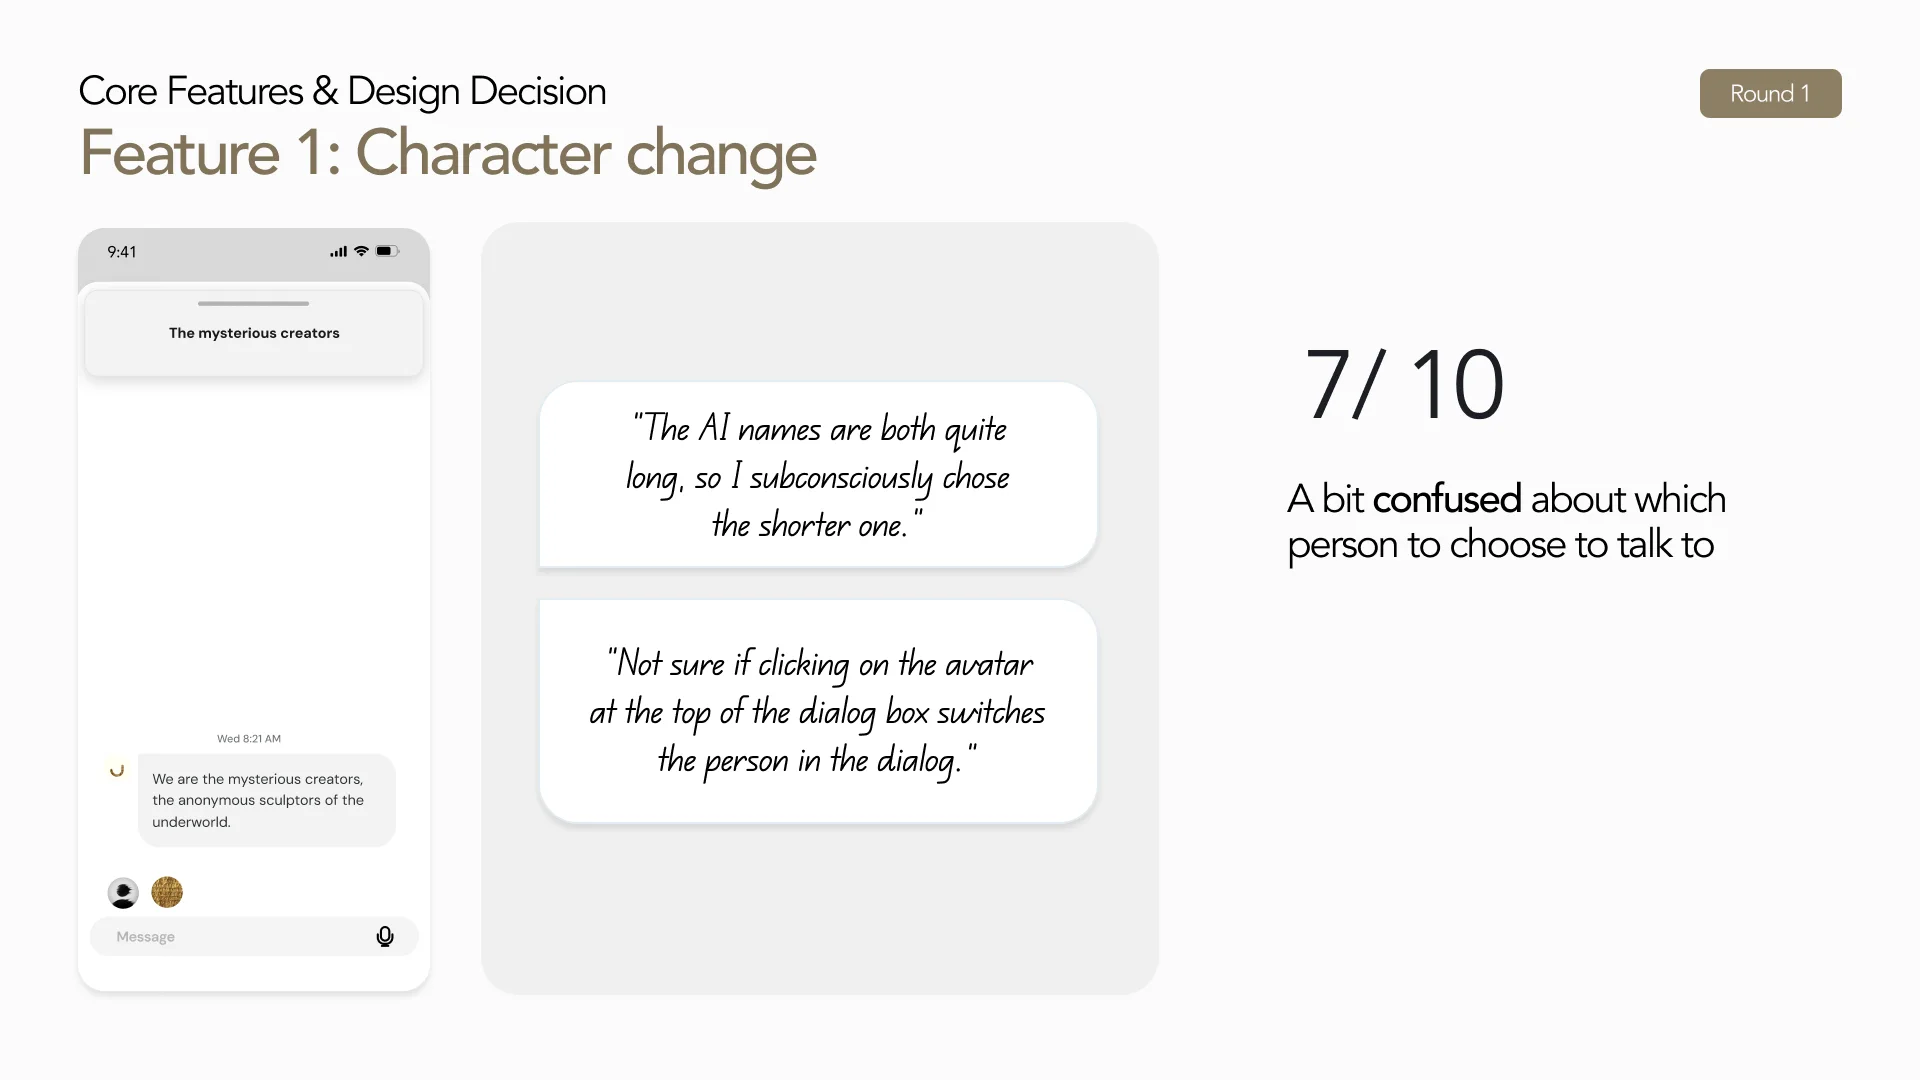 Core Features & Design Decision
Round 1
Feature 1: Character change
9:41
The mysterious creators
Wed 8:21 AM
We are the mysterious creators,
the anonymous sculptors of the
underworld.
Message
"The AI names are both quite
long, so I subconsciously chose
the shorter one."
"Not sure if clicking on the avatar
at the top of the dialog box switches
the person in the dialog."
7/ 10
A bit confused about which
person to choose to talk to